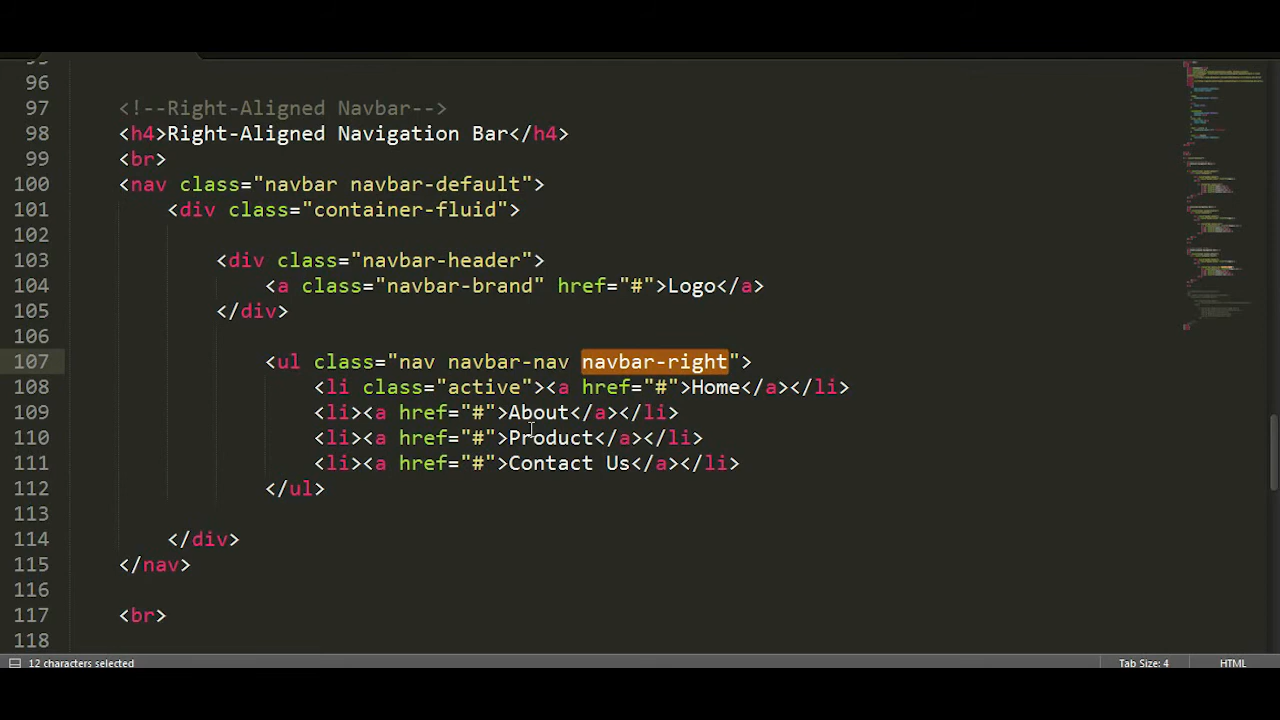 95
96
97 <!--Right-Aligned Navbar-->
98 <h4>Right-Aligned Navigation Bar</h4>
99 <br>
100 <nav class="navbar navbar-default">
101 <div class="container-fluid">
102
103 <div class="navbar-header">
104 <a class="navbar-brand" href="#">Logo</a>
105 </div>
106
107 <ul class="nav navbar-nav navbar-right">
108 <li class="active"><a href="#">Home</a></li>
109 <li><a href="#">About</a></li>
110 <li><a href="#">Product</a></li>
111 <li><a href="#">Contact Us</a></li>
112 </ul>
113
114 </div>
115 </nav>
116
117 <br>
118
12 characters selected Tab Size: 4 HTML